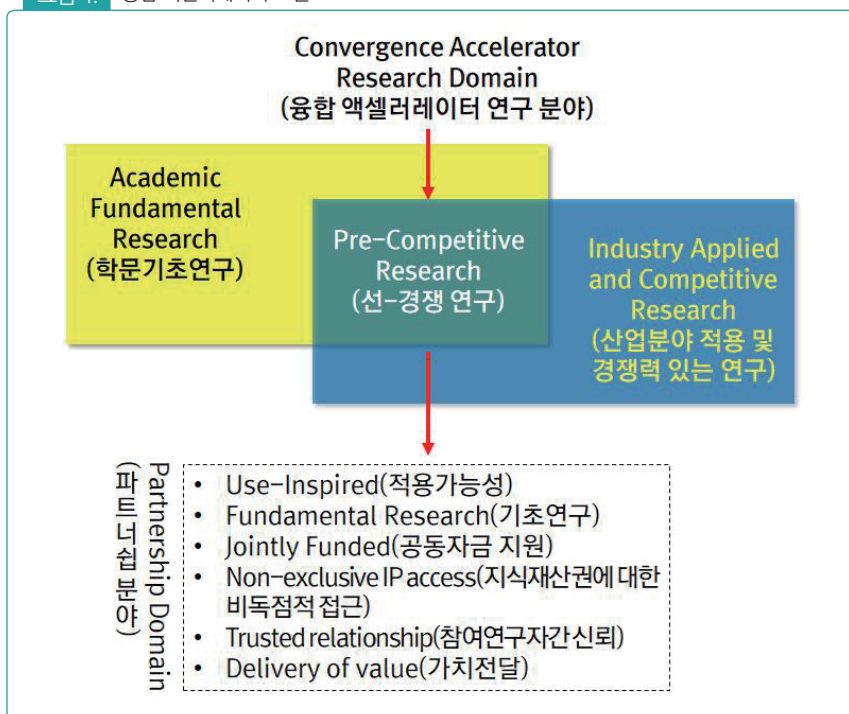 Convergence Accelerator
Research Domain
(융합 액셀러레이터 연구 분야)
Academic
Fundamental
Research
(학문기초연구)
Pre-Competitive
Research
(선-경쟁 연구)
Industry Applied
and Competitive
Research
(산업분야 적용 및
경쟁력 있는 연구)
Partnership Domain
(파트너쉽 분야)
• Use-Inspired(적용가능성)
• Fundamental Research(기초연구)
• Jointly Funded(공동자금 지원)
• Non-exclusive IP access(지식재산권에 대한
비독점적 접근)
• Trusted relationship(참여연구자간 신뢰)
• Delivery of value(가치전달)